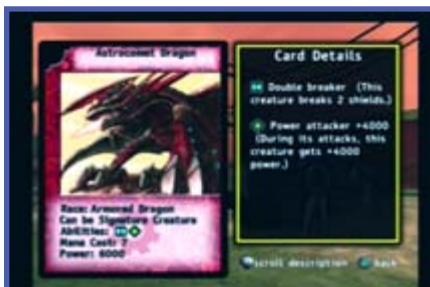 Astrocomet Dragon
Race: Armored Dragon
Can be Signature Creature
Abilities:
Mana Cost: 7
Power: 6000
Card Details
Double breaker (This
creature breaks 2 shields.)
Power attacker +4000
(During its attacks, this
creature gets +4000
power.)
scroll description
back